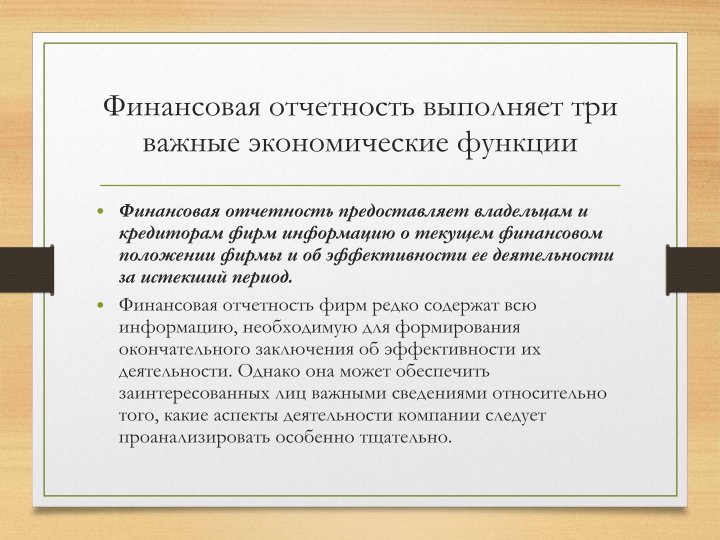 Финансовая отчетность выполняет три
важные экономические функции
• Финансовая отчетность предоставляет владельцам и
кредиторам фирм информацию о текущем финансовом
положении фирмы и об эффективности ее деятельности
за истекший период.
• Финансовая отчетность фирм редко содержат всю
информацию, необходимую для формирования
окончательного заключения об эффективности их
деятельности. Однако она может обеспечить
заинтересованных лиц важными сведениями относительно
того, какие аспекты деятельности компании следует
проанализировать особенно тщательно.